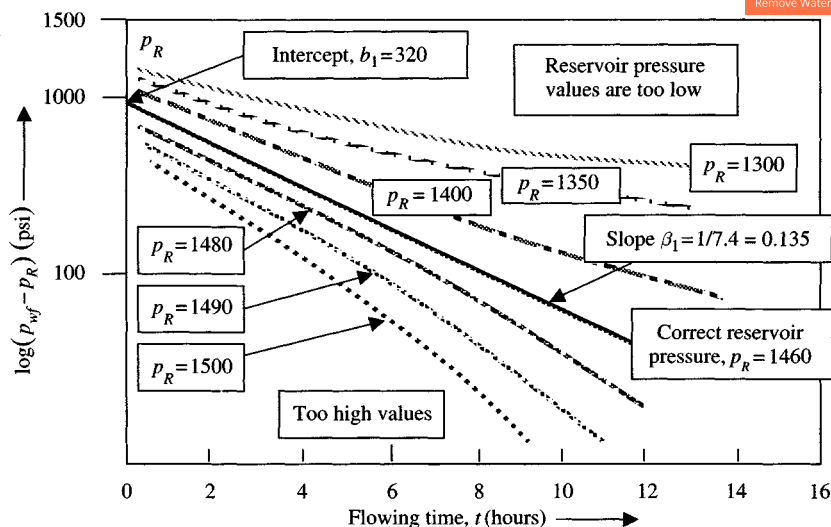 Remove Water
1500
1000
100
log(p_wf − p_R) (psi)
p_R
Intercept, b_1 = 320
Reservoir pressure
values are too low
p_R = 1300
p_R = 1350
p_R = 1400
Slope β_1 = 1/7.4 = 0.135
p_R = 1480
p_R = 1490
p_R = 1500
Correct reservoir
pressure, p_R = 1460
Too high values
0 2 4 6 8 10 12 14 16
Flowing time, t (hours)